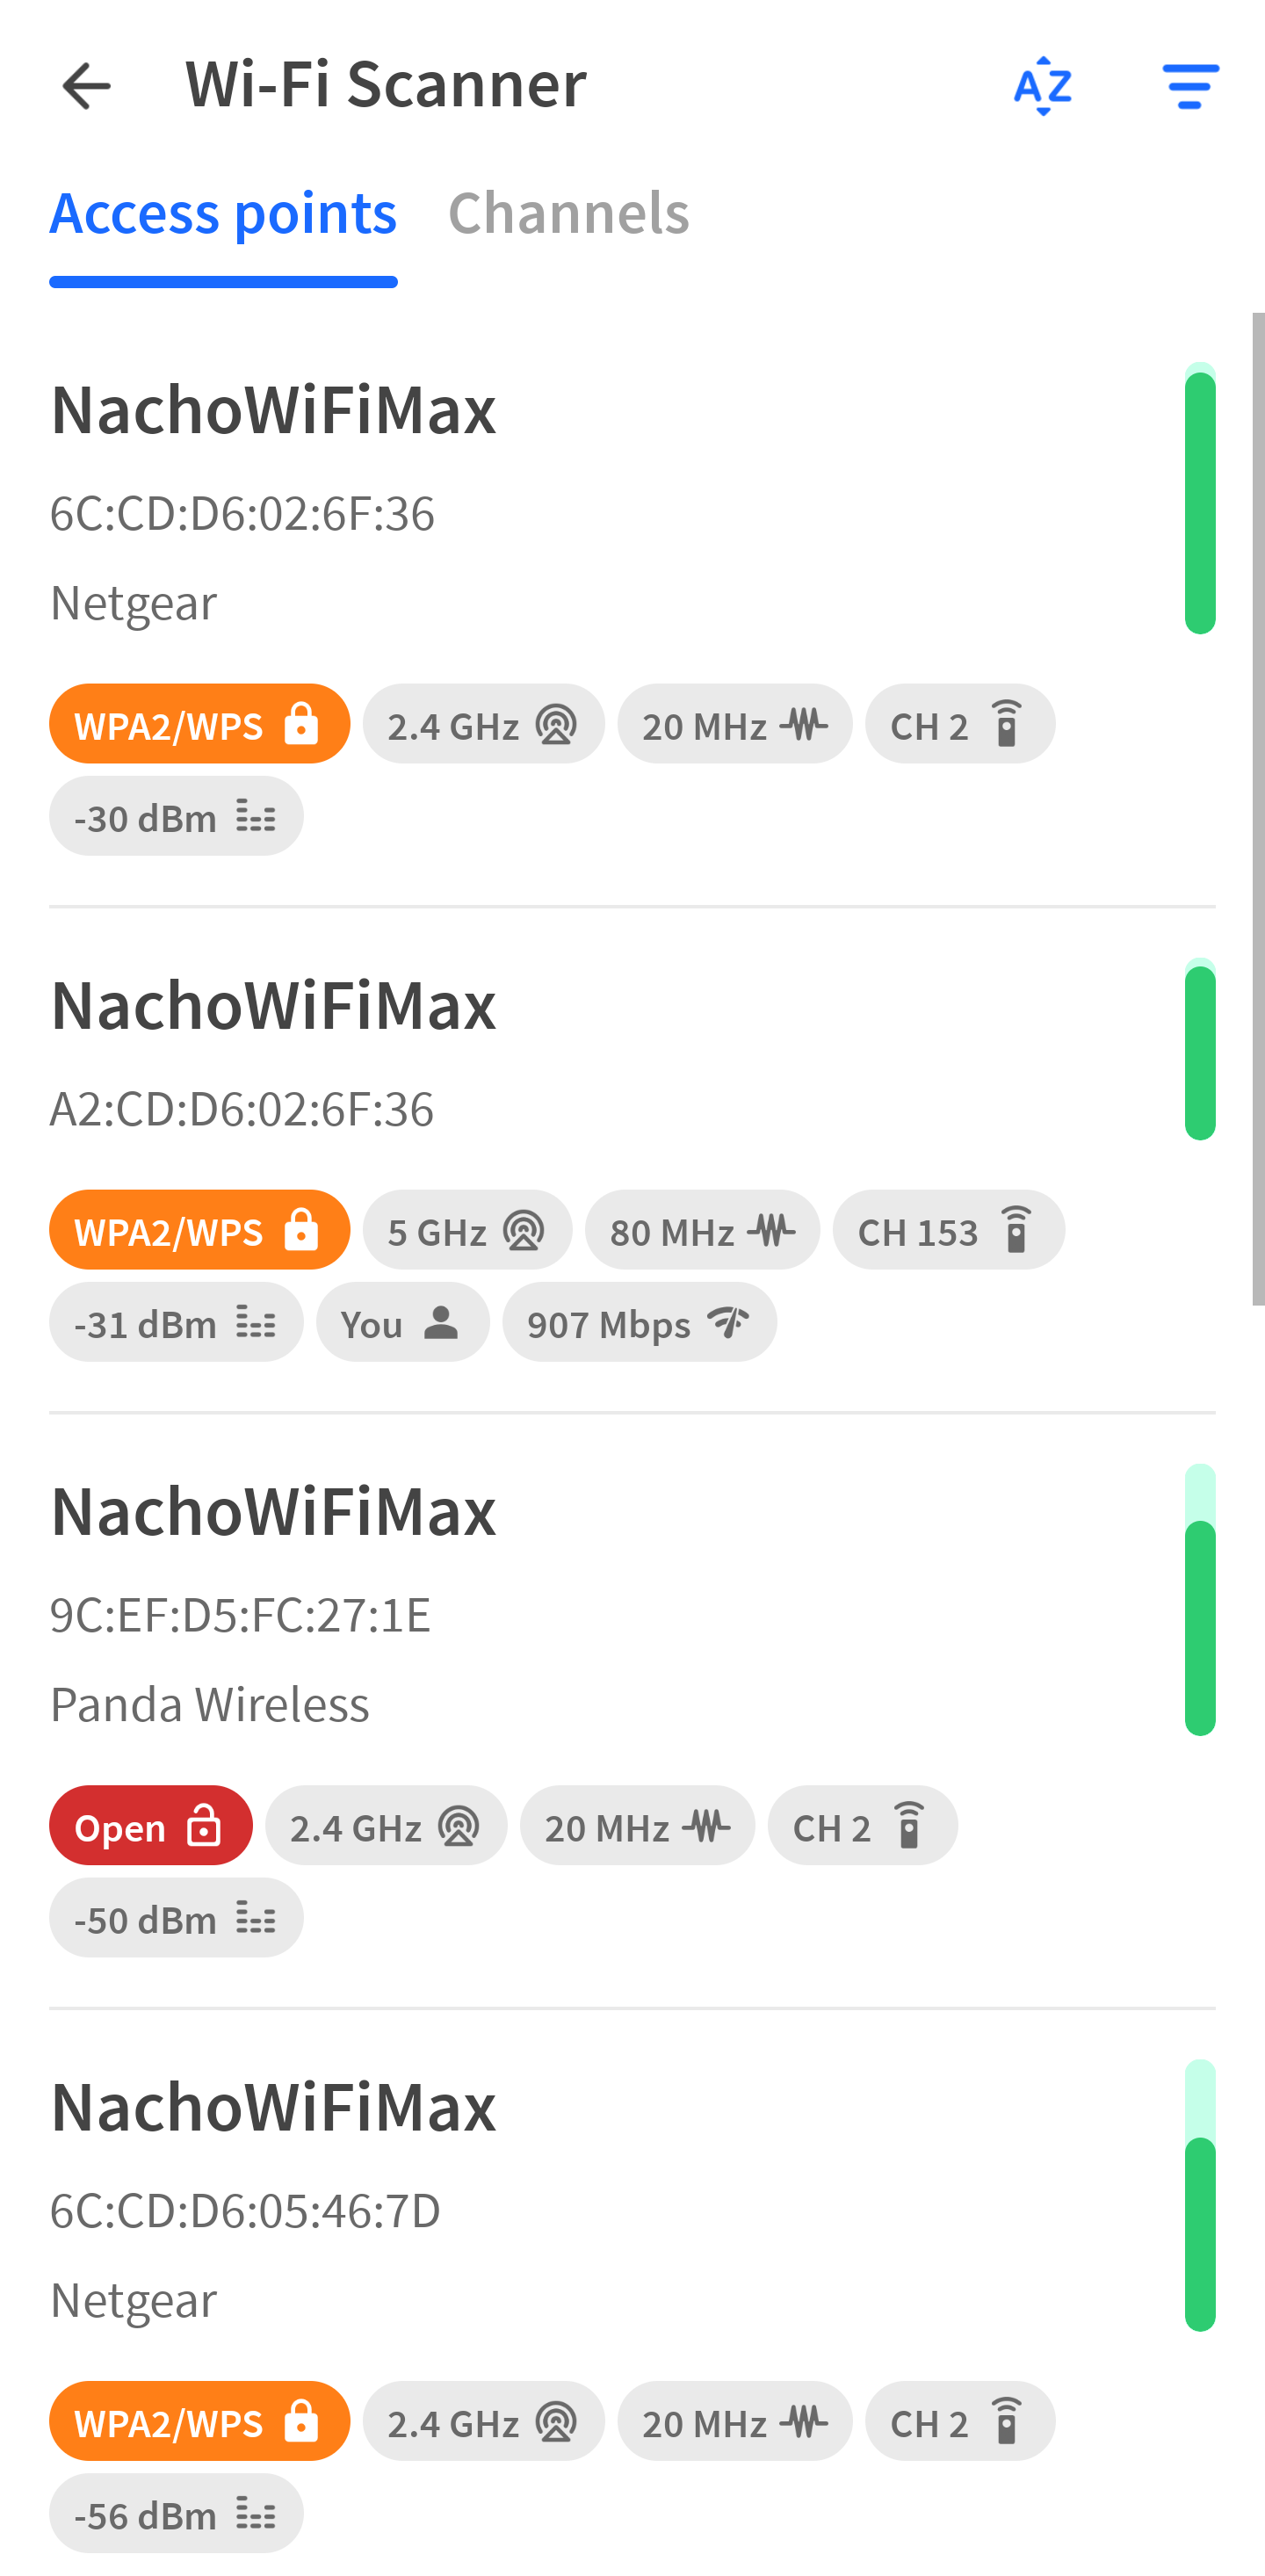 Wi-Fi Scanner
A Z
Access points Channels
NachoWiFiMax
6C:CD:D6:02:6F:36
Netgear
WPA2/WPS 2.4 GHz 20 MHz CH 2
-30 dBm
NachoWiFiMax
A2:CD:D6:02:6F:36
WPA2/WPS 5 GHz 80 MHz CH 153
-31 dBm You 907 Mbps
NachoWiFiMax
9C:EF:D5:FC:27:1E
Panda Wireless
Open 2.4 GHz 20 MHz CH 2
-50 dBm
NachoWiFiMax
6C:CD:D6:05:46:7D
Netgear
WPA2/WPS 2.4 GHz 20 MHz CH 2
-56 dBm